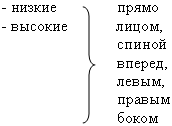 - низкие прямо
- высокие лицом,
спиной
вперед,
левым,
правым
боком